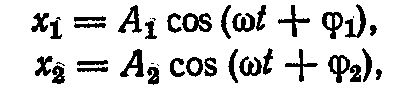 x₁ = A₁ cos (ωt + φ₁),
x₂ = A₂ cos (ωt + φ₂),